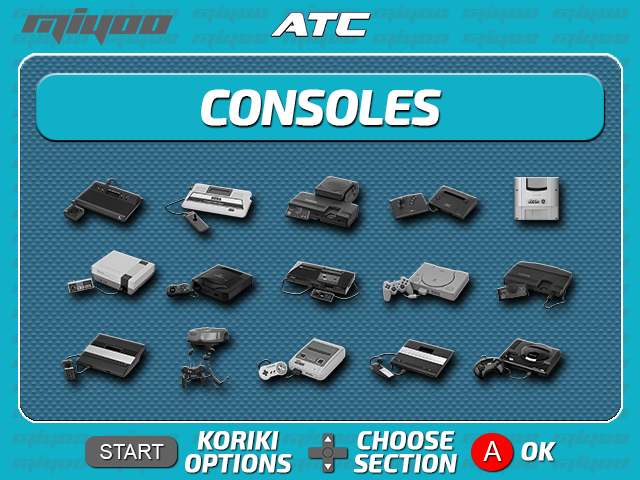 miyoo
ATC
CONSOLES
START
KORIKI
OPTIONS
CHOOSE
SECTION
A
OK